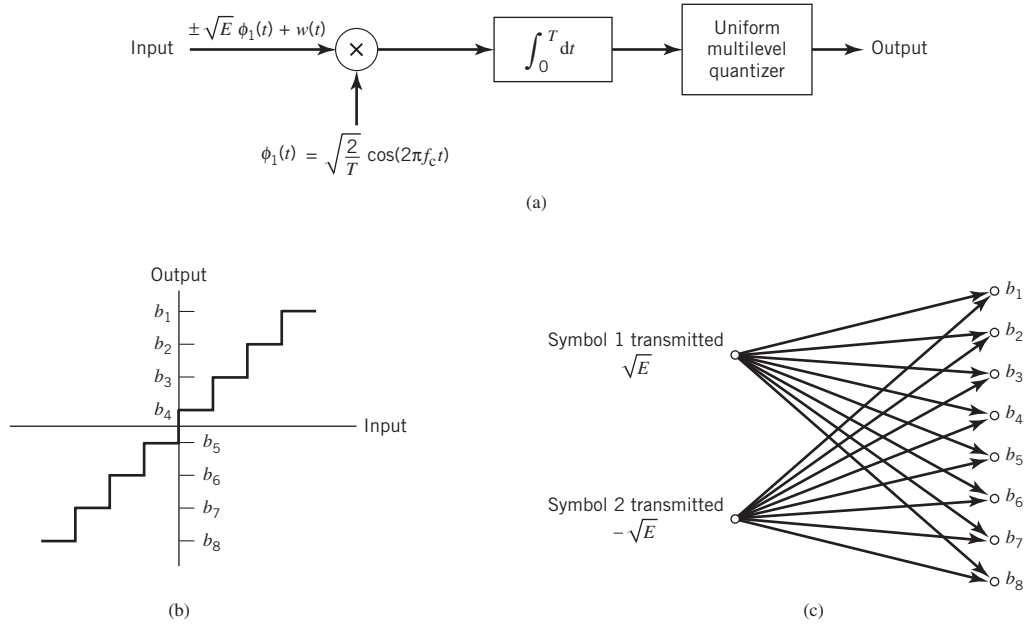 Input
±√E ϕ₁(t) + w(t)
×
∫₀ᵀ dt
Uniform
multilevel
quantizer
Output
ϕ₁(t) = √(2/T) cos(2πf_c t)
(a)
Output
b₁
b₂
b₃
b₄
Input
b₅
b₆
b₇
b₈
(b)
Symbol 1 transmitted
√E
Symbol 2 transmitted
−√E
b₁
b₂
b₃
b₄
b₅
b₆
b₇
b₈
(c)